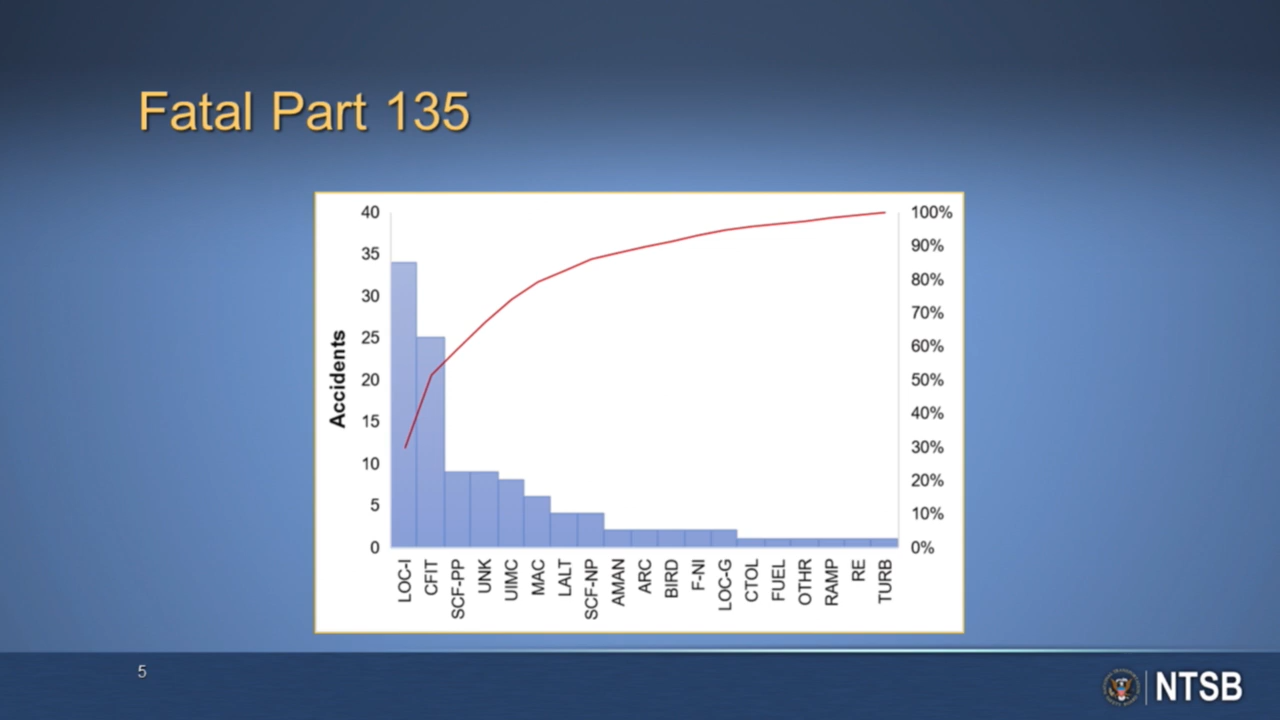 Fatal Part 135
Accidents
40
35
30
25
20
15
10
5
0
100%
90%
80%
70%
60%
50%
40%
30%
20%
10%
0%
LOC-I
CFIT
SCF-PP
UNK
UIMC
MAC
LALT
SCF-NP
AMAN
ARC
BIRD
F-NI
LOC-G
CTOL
FUEL
OTHR
RAMP
RE
TURB
5
NTSB